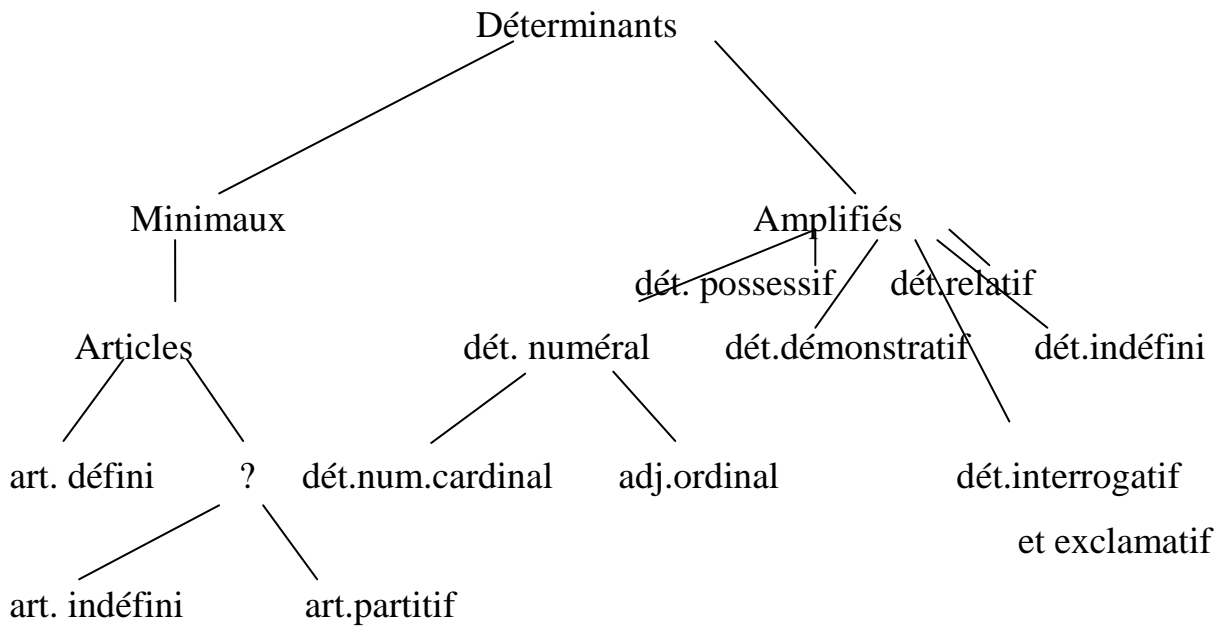 Déterminants
Minimaux Amplifiés
dét. possessif dét.relatif
Articles dét. numéral dét.démonstratif dét.indéfini
art. défini ? dét.num.cardinal adj.ordinal dét.interrogatif
et exclamatif
art. indéfini art.partitif